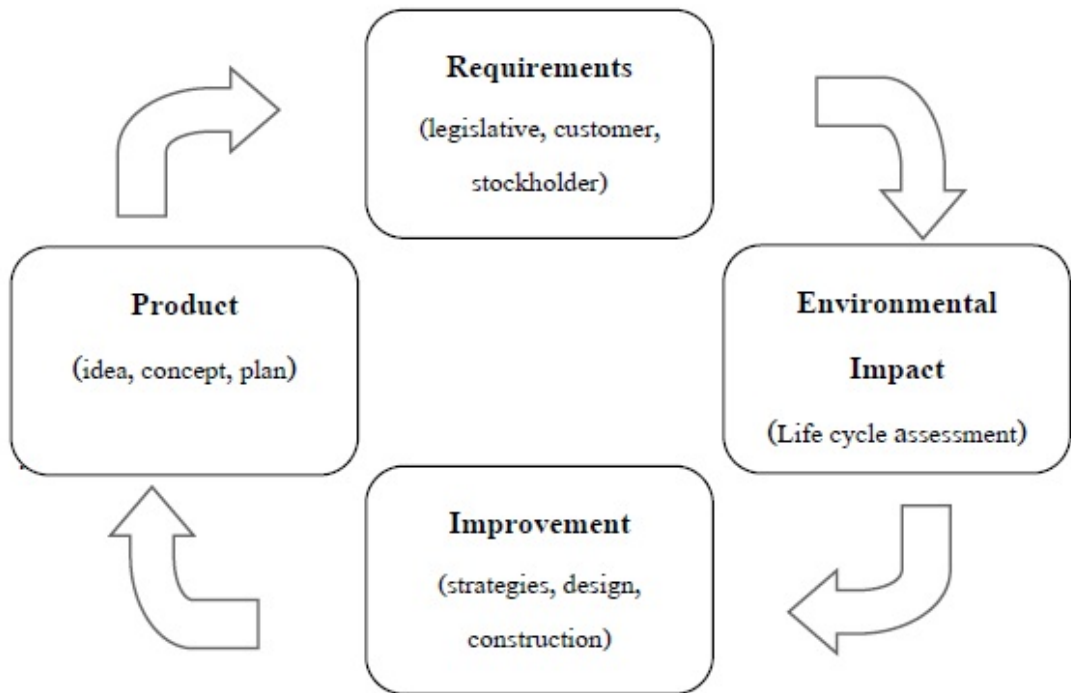 Requirements
(legislative, customer,
stockholder)
Product
(idea, concept, plan)
Environmental
Impact
(Life cycle assessment)
Improvement
(strategies, design,
construction)